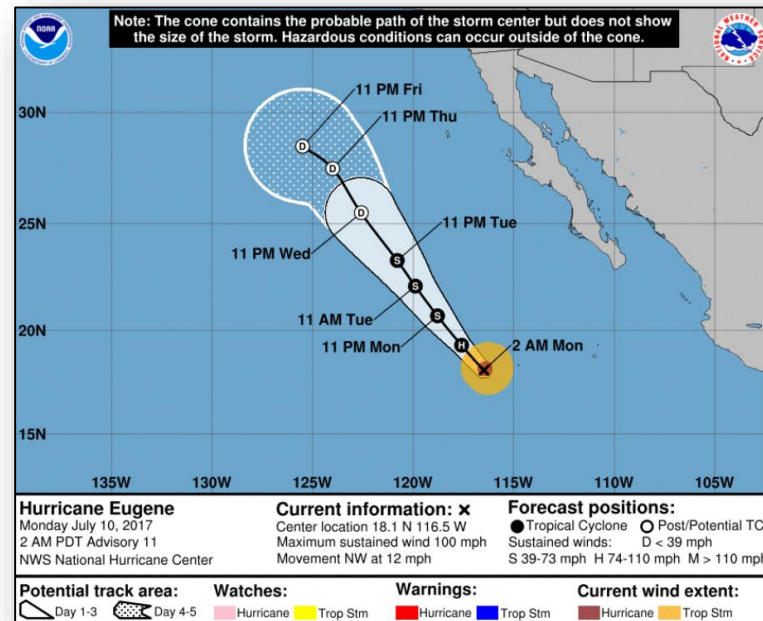 Note: The cone contains the probable path of the storm center but does not show
the size of the storm. Hazardous conditions can occur outside of the cone.
NOAA
NATIONAL WEATHER SERVICE
11 PM Fri
30N
11 PM Thu
D
D
25N
D
11 PM Tue
11 PM Wed
S
S
11 AM Tue
20N
S
11 PM Mon
H
2 AM Mon
15N
135W 130W 125W 120W 115W 110W 105W
Hurricane Eugene
Monday July 10, 2017
2 AM PDT Advisory 11
NWS National Hurricane Center
Current information: x
Center location 18.1 N 116.5 W
Maximum sustained wind 100 mph
Movement NW at 12 mph
Forecast positions:
Tropical Cyclone Post/Potential TC
Sustained winds: D < 39 mph
S 39-73 mph H 74-110 mph M > 110 mph
Potential track area:
Day 1-3 Day 4-5
Watches:
Hurricane Trop Stm
Warnings:
Hurricane Trop Stm
Current wind extent:
Hurricane Trop Stm